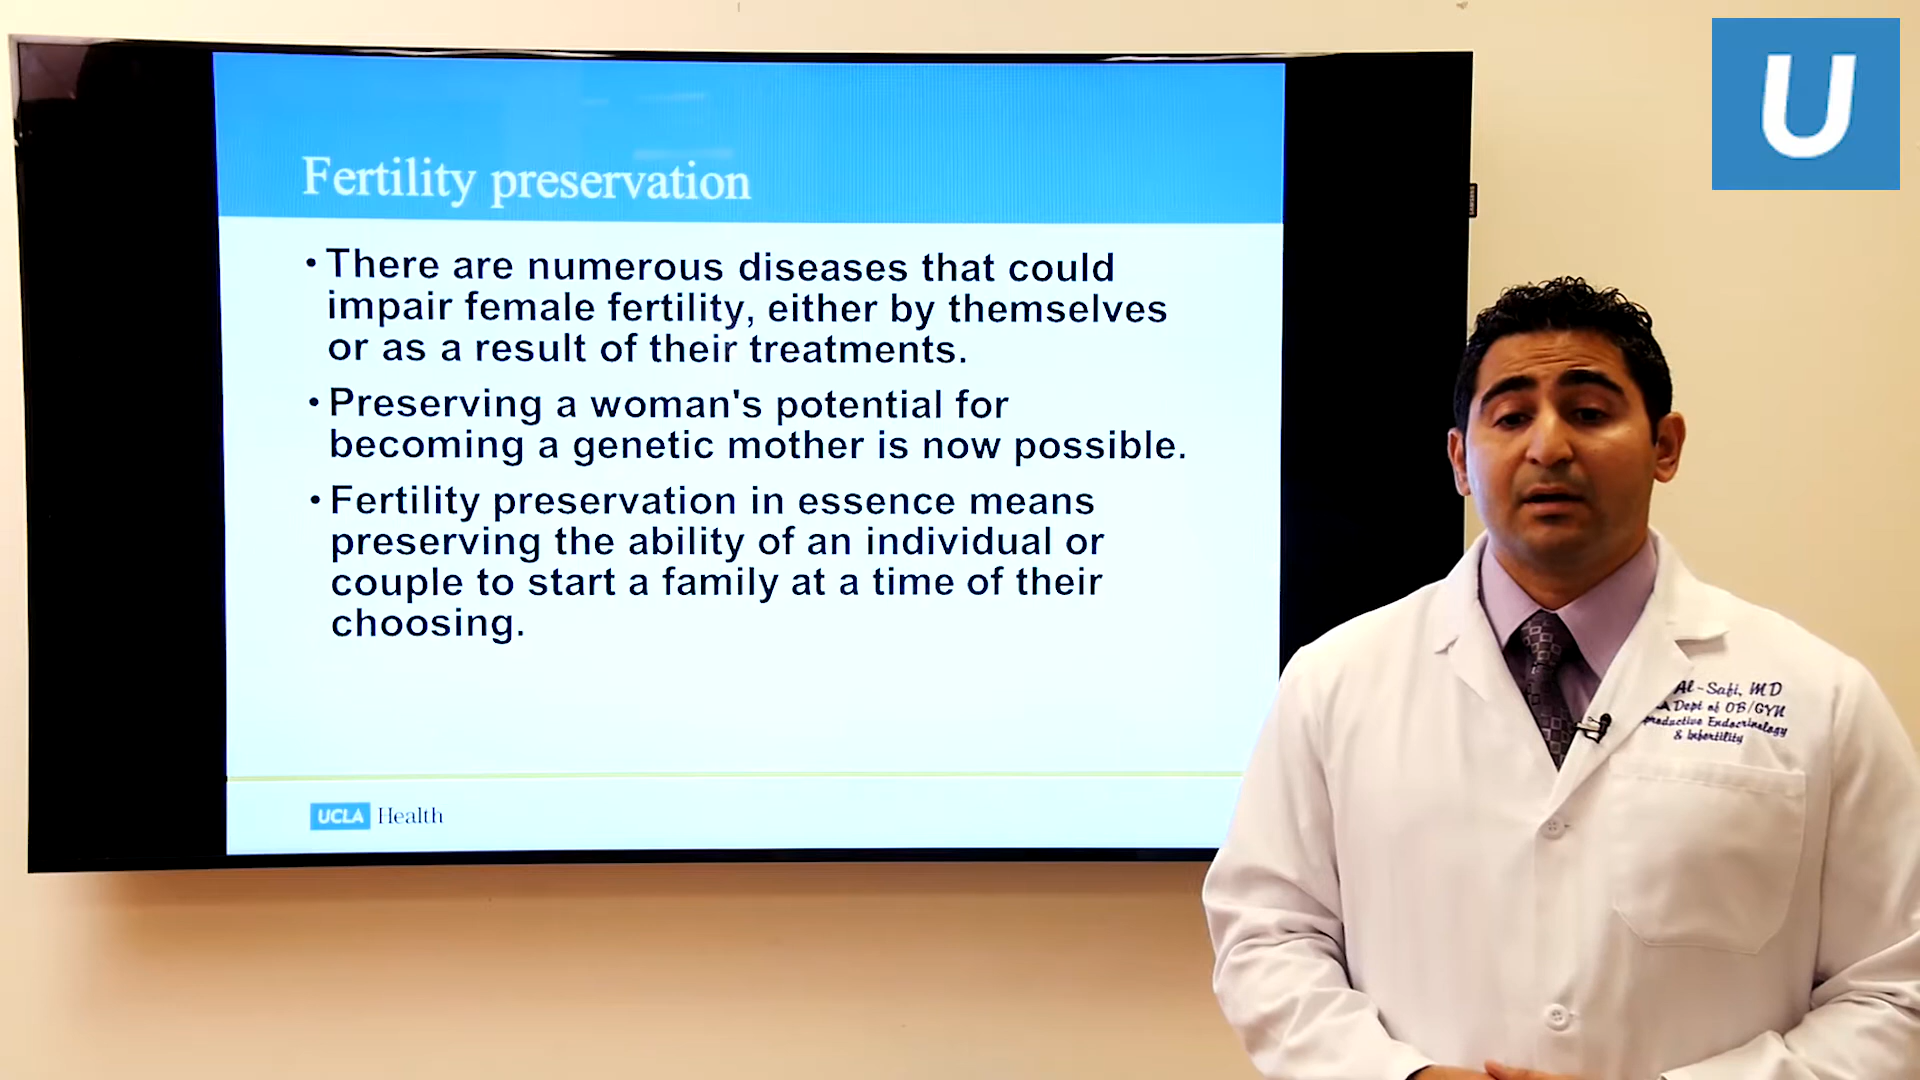 U
Fertility preservation
• There are numerous diseases that could
impair female fertility, either by themselves
or as a result of their treatments.
• Preserving a woman's potential for
becoming a genetic mother is now possible.
• Fertility preservation in essence means
preserving the ability of an individual or
couple to start a family at a time of their
choosing.
UCLA Health
SAMSUNG
Al-Safi, MD
A Dept of OB/GYN
productive Endocrinology
& Infertility